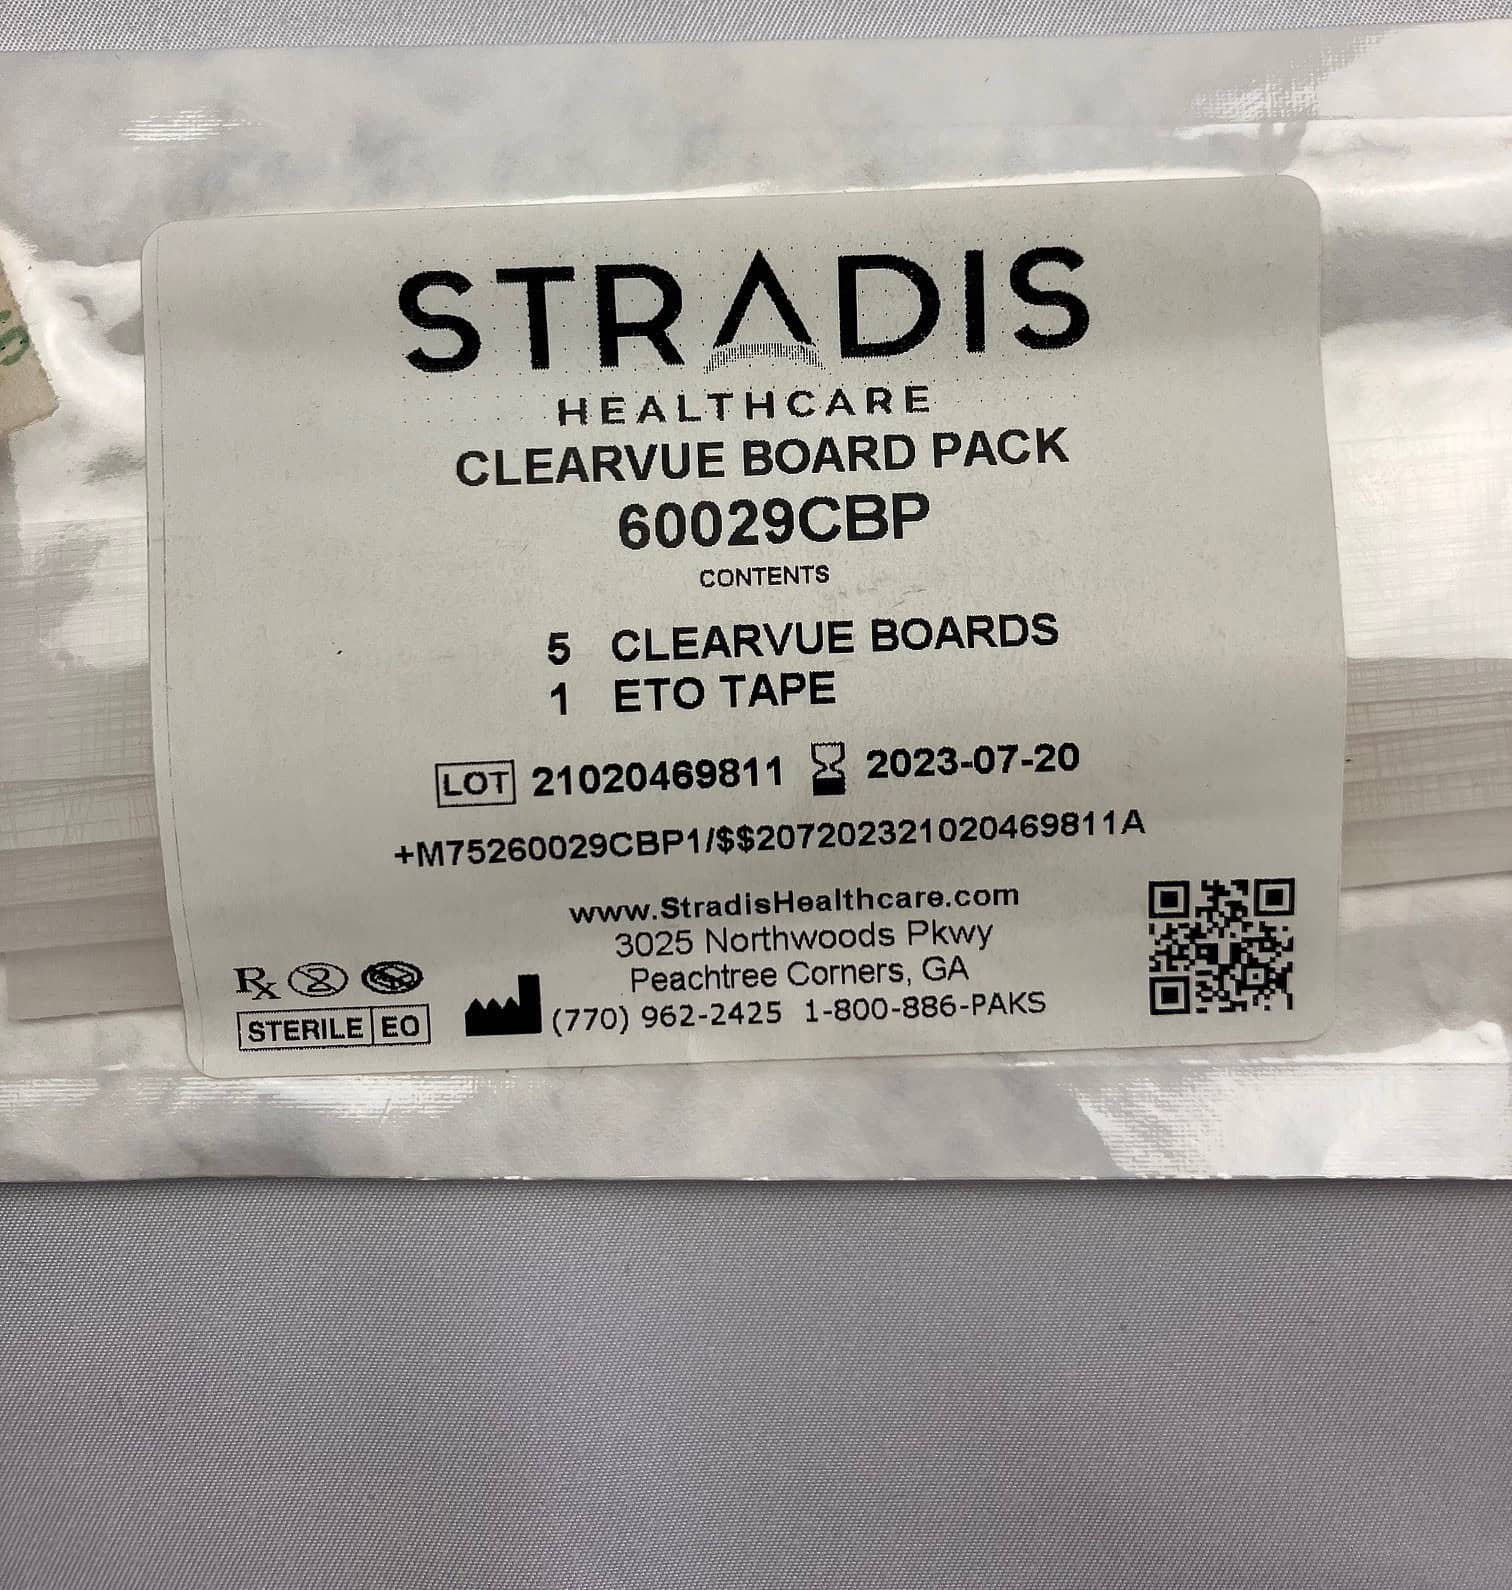 STRADIS
HEALTHCARE
CLEARVUE BOARD PACK
60029CBP
CONTENTS
5 CLEARVUE BOARDS
1 ETO TAPE
LOT 21020469811 2023-07-20
+M75260029CBP1/$$207202321020469811A
www.StradisHealthcare.com
3025 Northwoods Pkwy
Peachtree Corners, GA
(770) 962-2425 1-800-886-PAKS
Rx 2
STERILE EO